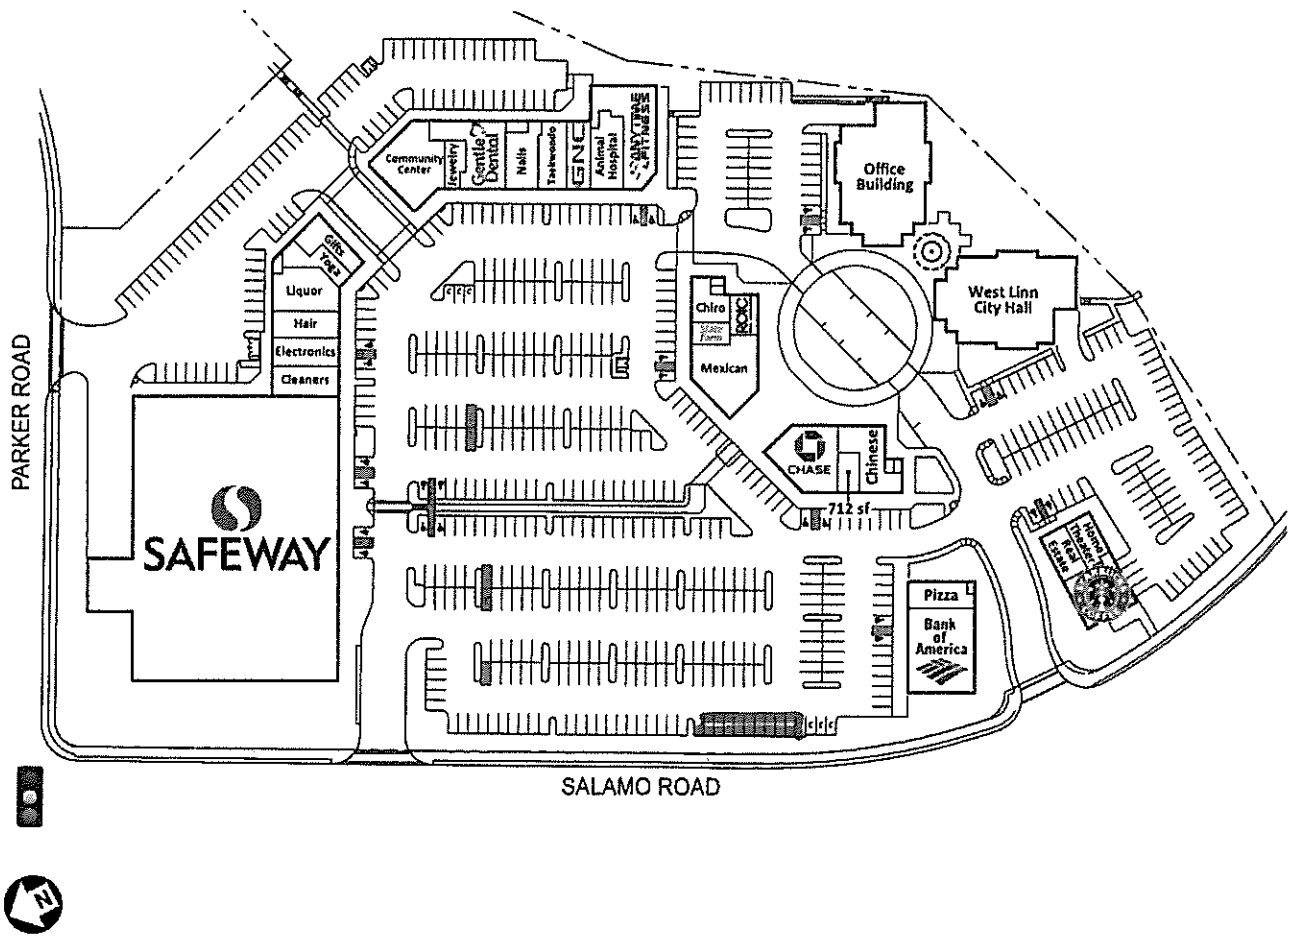 ANYTIME
FITNESS
Community
Center
Jewelry
Gentle
Dental
Nails
Taekwondo
GNC
Animal
Hospital
Office
Building
Gifts
Yoga
Liquor
Hair
Electronics
Cleaners
West Linn
City Hall
Chiro
ROIC
State
Farm
Mexican
C C C
CHASE
Chinese
712 sf
PARKER ROAD
SAFEWAY
Home
Theater
Real
Estate
Pizza
Bank
of
America
C C C
SALAMO ROAD
N